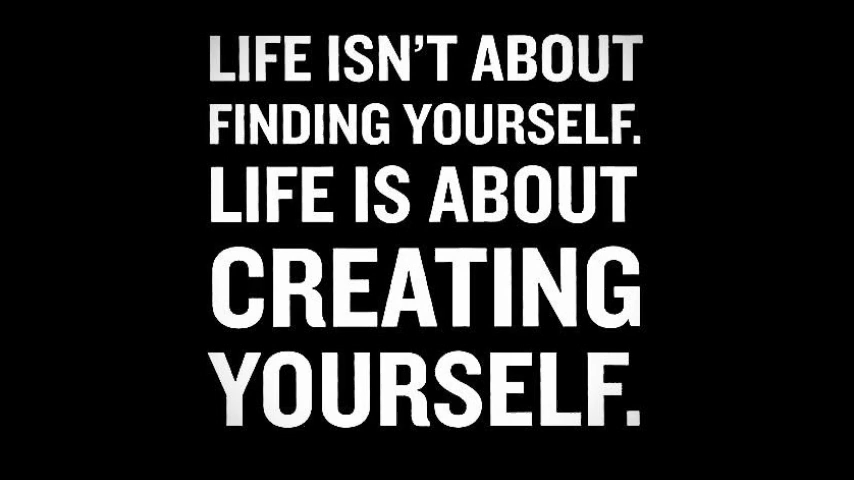 LIFE ISN'T ABOUT
FINDING YOURSELF.
LIFE IS ABOUT
CREATING
YOURSELF.